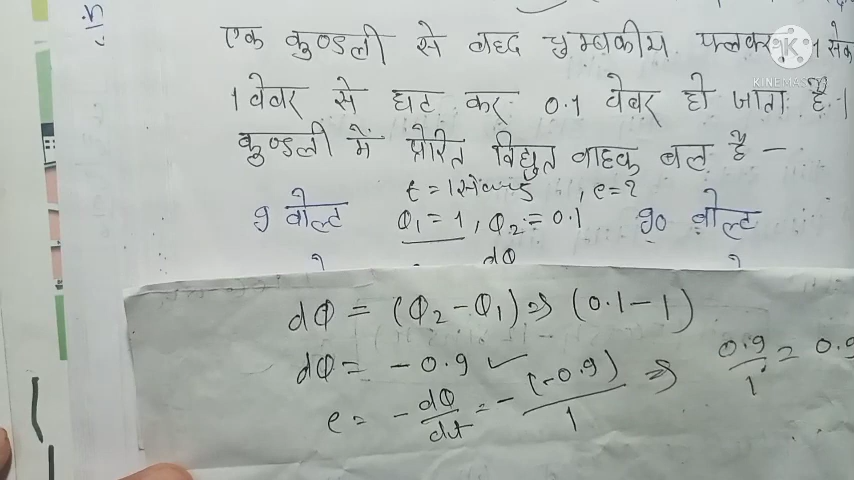 एक कुण्डली से बध्द चुम्बकीय फ्लक्स 1 सेक
1 वेबर से घट कर 0.1 वेबर हो जाता है ।
कुण्डली में प्रेरित विद्युत वाहक बल है –
t = 1 सेकण्ड , e = ?
9 वोल्ट φ1 = 1 , φ2 = 0.1 90 वोल्ट
dφ
dφ = (φ2 – φ1) ⇒ (0.1 – 1)
dφ = – 0.9 ✓
e = – dφ/dt = – (–0.9)/1 ⇒ 0.9/1 = 0.9
KINEMASTER